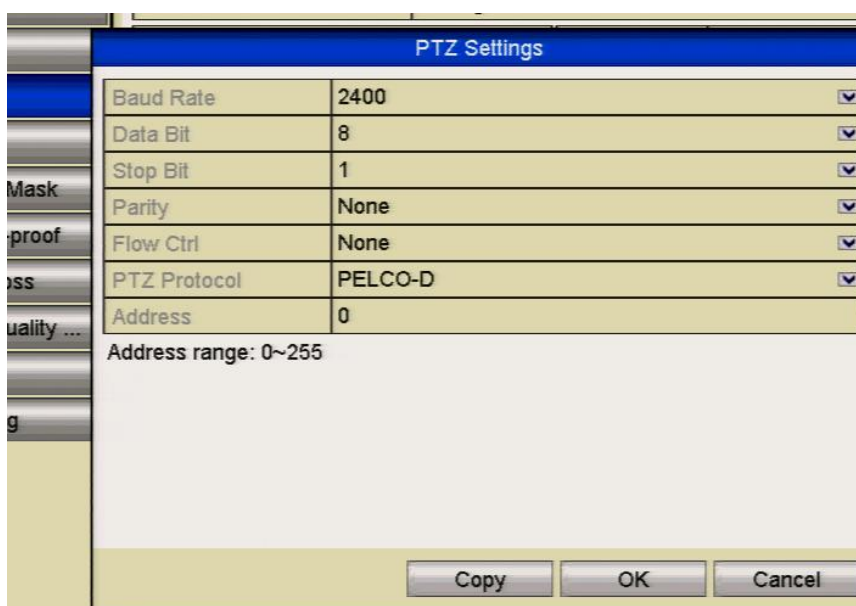 PTZ Settings
Baud Rate 2400
Data Bit 8
Stop Bit 1
Mask
Parity None
-proof
Flow Ctrl None
oss
PTZ Protocol PELCO-D
uality ...
Address 0
Address range: 0~255
g
Copy OK Cancel